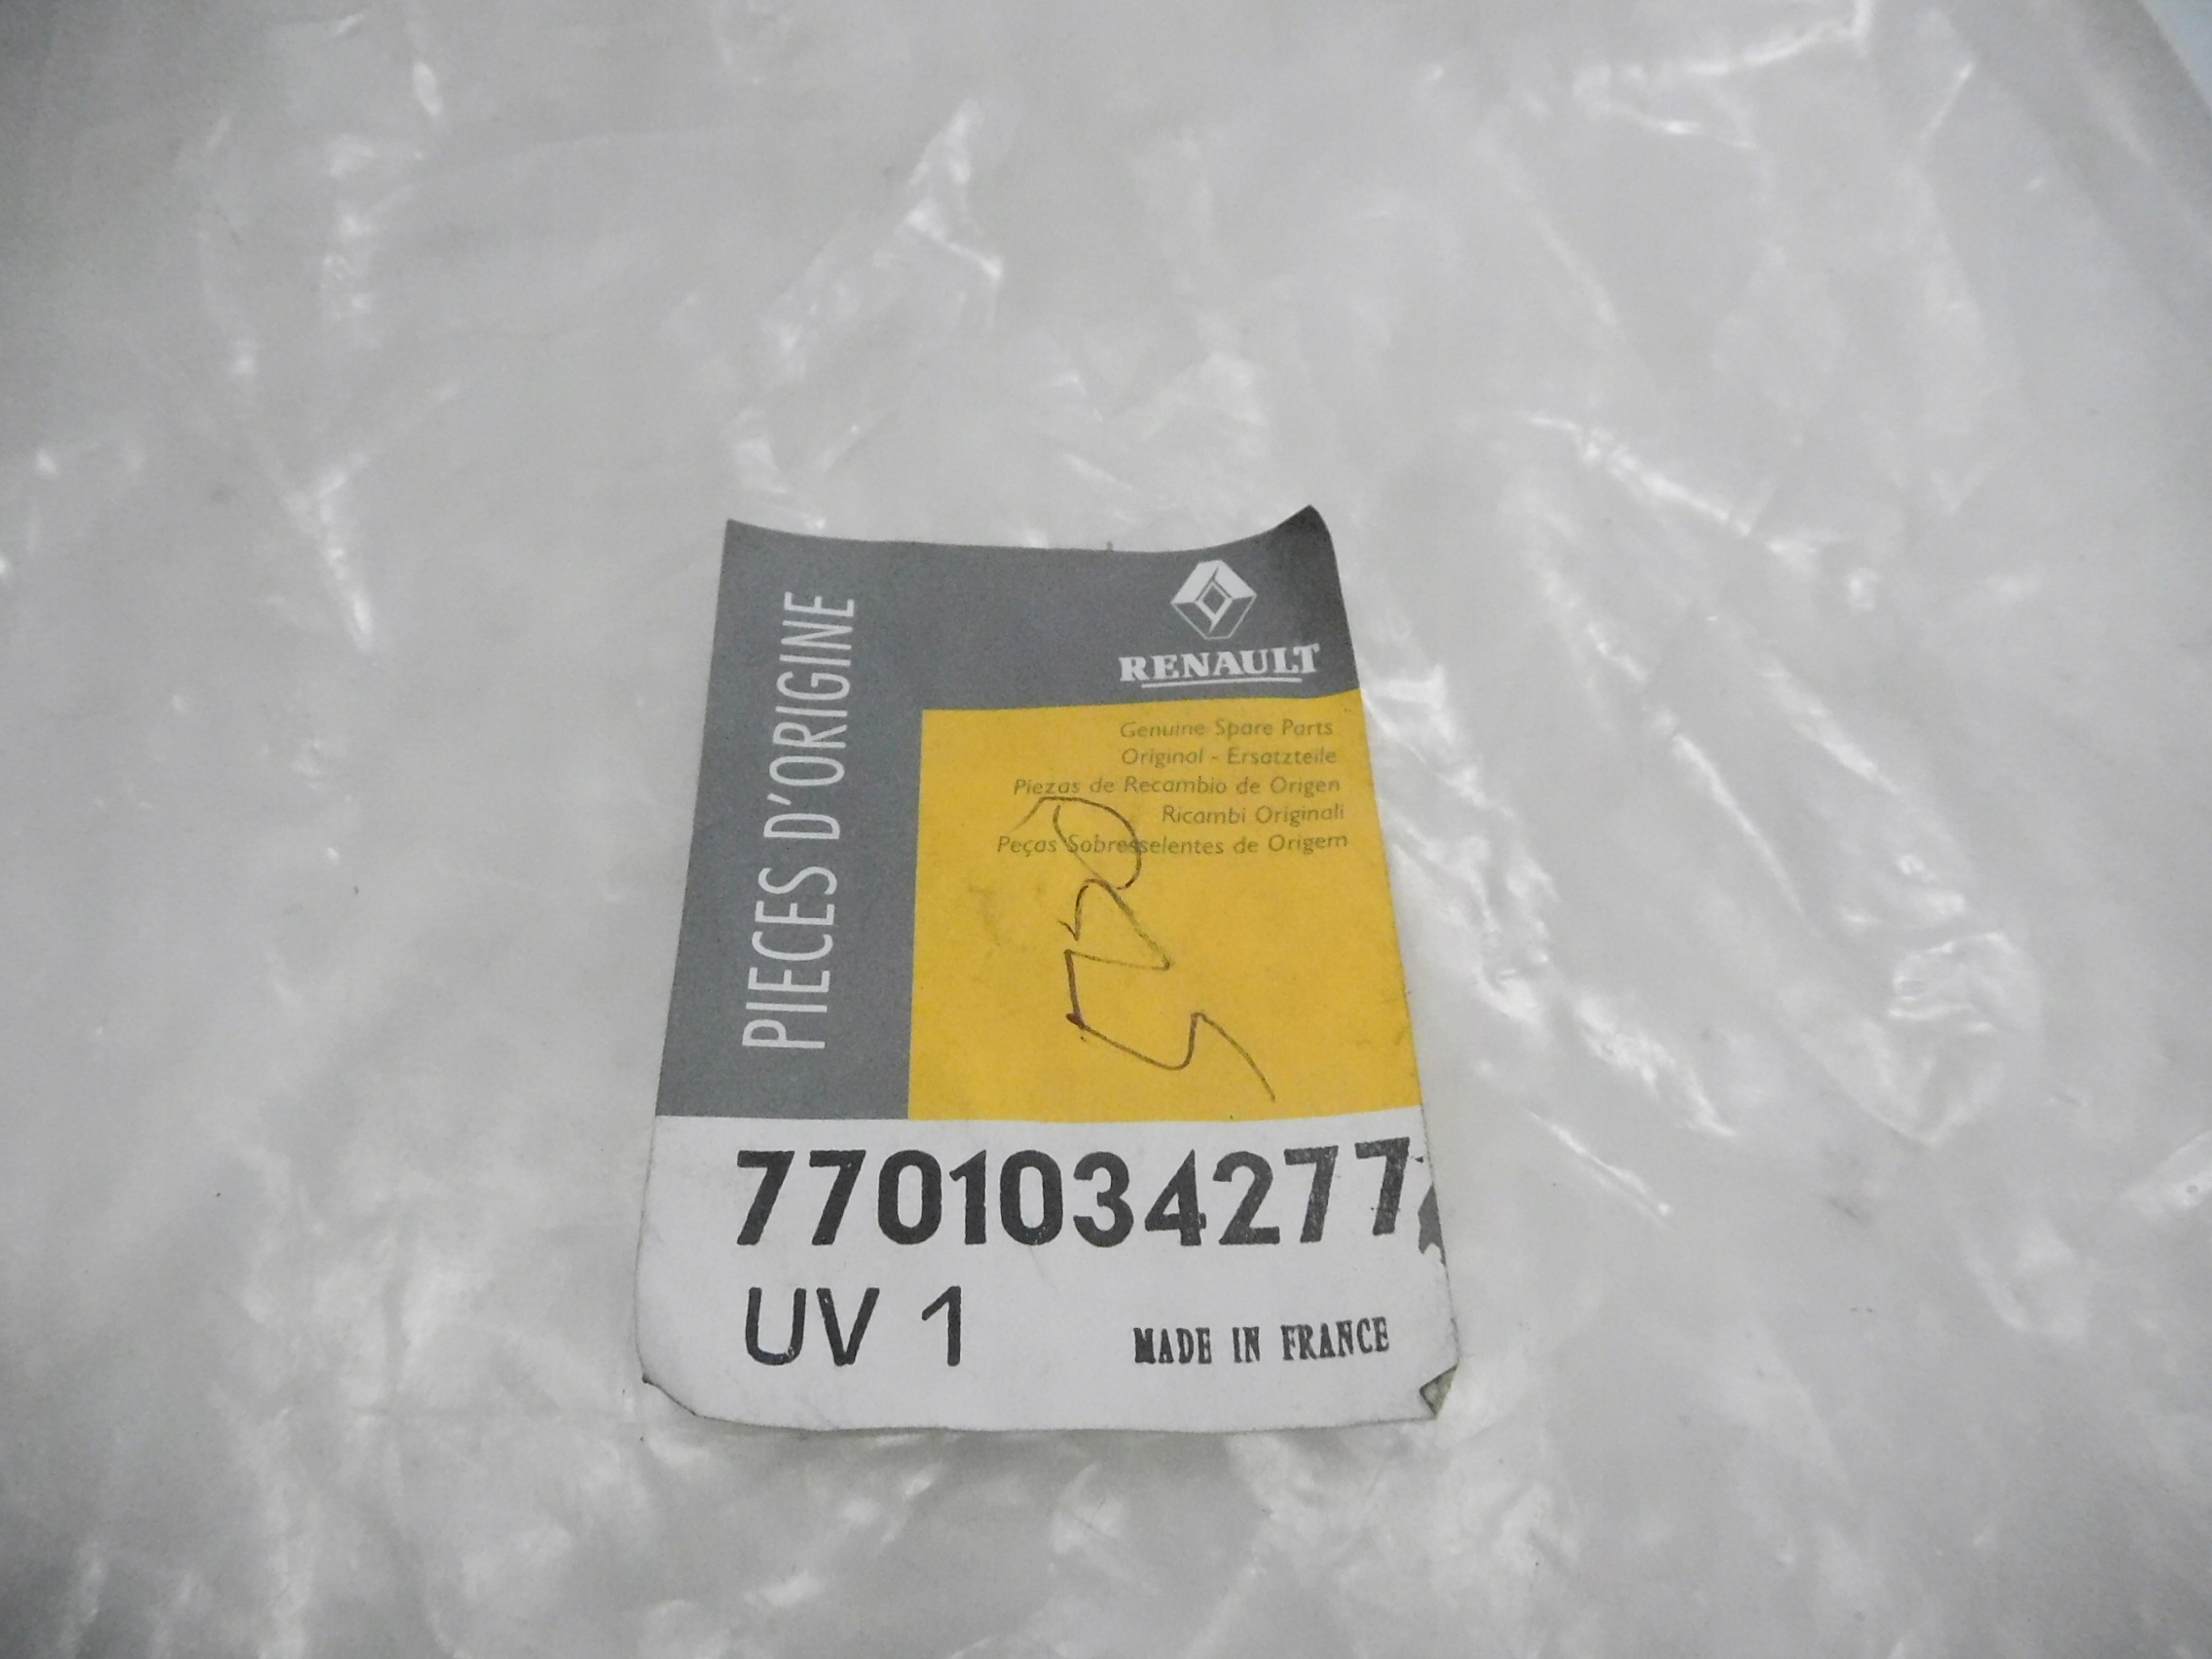 PIECES D'ORIGINE
RENAULT
Genuine Spare Parts
Original - Ersatzteile
Piezas de Recambio de Origen
Ricambi Originali
Peças Sobresselentes de Origem
7701034277
UV 1
MADE IN FRANCE